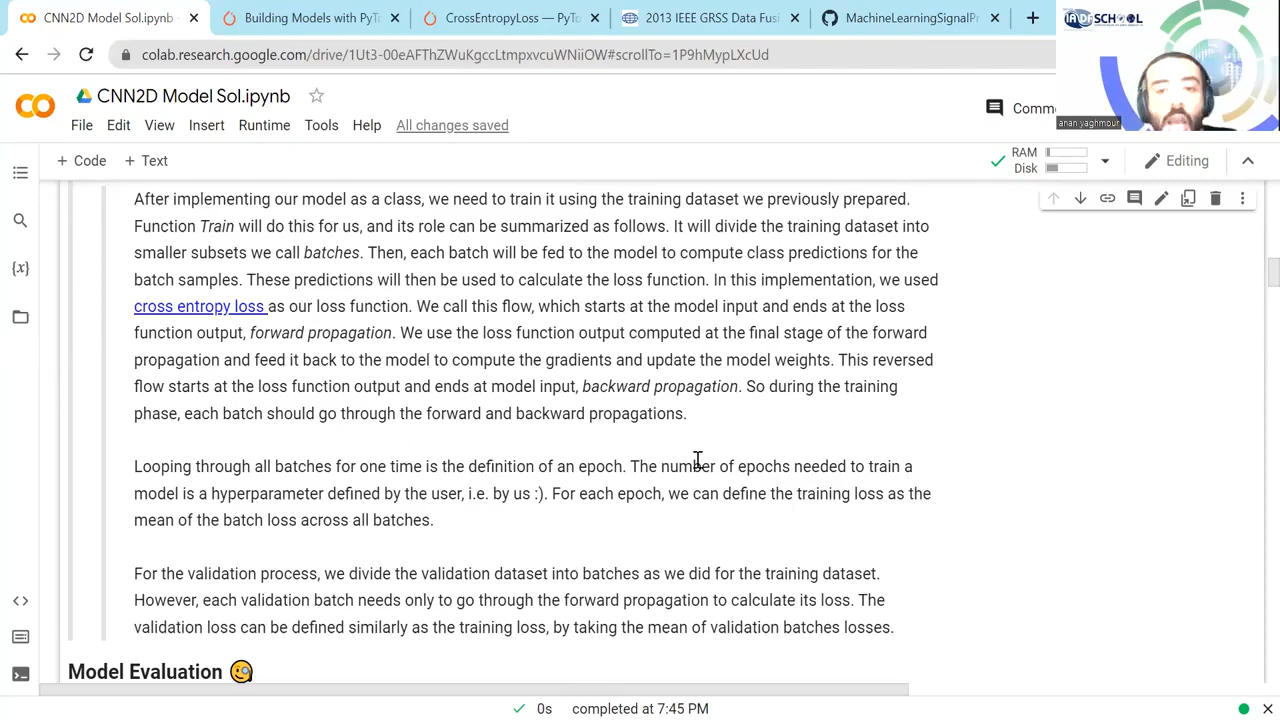 CNN2D Model Sol.ipynb -
Building Models with PyTo
CrossEntropyLoss — PyTo
2013 IEEE GRSS Data Fusi
MachineLearningSignalPr
colab.research.google.com/drive/1Ut3-00eAFThZWuKgccLtmpxvcuWNiiOW#scrollTo=1P9hMypLXcUd
IADFSCHOOL
anan yaghmour
CNN2D Model Sol.ipynb
Comme
File Edit View Insert Runtime Tools Help All changes saved
+ Code + Text
RAM
Disk
Editing
After implementing our model as a class, we need to train it using the training dataset we previously prepared.
Function Train will do this for us, and its role can be summarized as follows. It will divide the training dataset into
smaller subsets we call batches. Then, each batch will be fed to the model to compute class predictions for the
batch samples. These predictions will then be used to calculate the loss function. In this implementation, we used
cross entropy loss as our loss function. We call this flow, which starts at the model input and ends at the loss
function output, forward propagation. We use the loss function output computed at the final stage of the forward
propagation and feed it back to the model to compute the gradients and update the model weights. This reversed
flow starts at the loss function output and ends at model input, backward propagation. So during the training
phase, each batch should go through the forward and backward propagations.
Looping through all batches for one time is the definition of an epoch. The number of epochs needed to train a
model is a hyperparameter defined by the user, i.e. by us :). For each epoch, we can define the training loss as the
mean of the batch loss across all batches.
For the validation process, we divide the validation dataset into batches as we did for the training dataset.
However, each validation batch needs only to go through the forward propagation to calculate its loss. The
validation loss can be defined similarly as the training loss, by taking the mean of validation batches losses.
Model Evaluation
0s completed at 7:45 PM